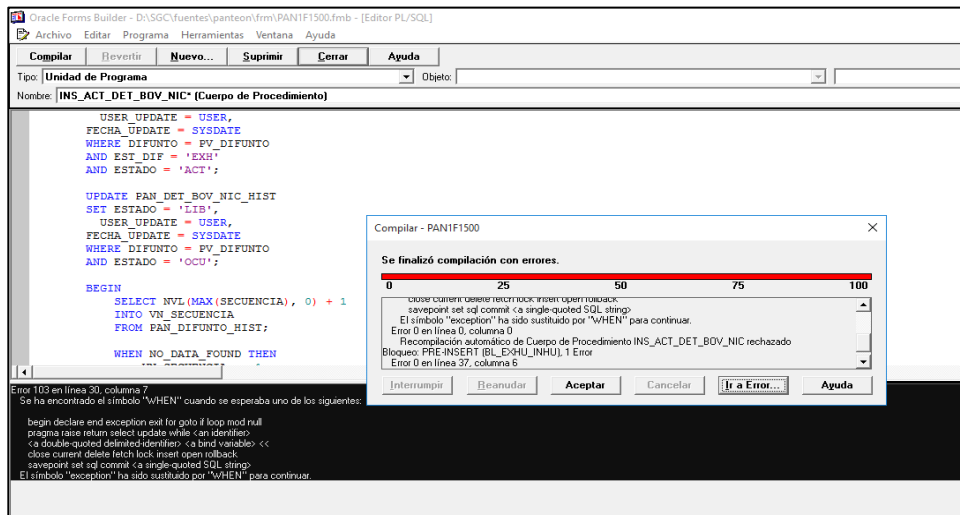 Oracle Forms Builder - D:\SGC\fuentes\panteon\frm\PAN1F1500.fmb - [Editor PL/SQL]
Archivo Editar Programa Herramientas Ventana Ayuda
Compilar Revertir Nuevo... Suprimir Cerrar Ayuda
Tipo: Unidad de Programa Objeto:
Nombre: INS_ACT_DET_BOV_NIC* (Cuerpo de Procedimiento)
USER_UPDATE = USER,
FECHA_UPDATE = SYSDATE
WHERE DIFUNTO = PV_DIFUNTO
AND EST_DIF = 'EXH'
AND ESTADO = 'ACT';
UPDATE PAN_DET_BOV_NIC_HIST
SET ESTADO = 'LIB',
USER_UPDATE = USER,
FECHA_UPDATE = SYSDATE
WHERE DIFUNTO = PV_DIFUNTO
AND ESTADO = 'OCU';
BEGIN
SELECT NVL(MAX(SECUENCIA), 0) + 1
INTO VN_SECUENCIA
FROM PAN_DIFUNTO_HIST;
WHEN NO_DATA_FOUND THEN
Compilar - PAN1F1500
Se finalizó compilación con errores.
0 25 50 75 100
close current delete fetch lock insert open rollback
savepoint set sql commit <a single-quoted SQL string>
El símbolo "exception" ha sido sustituido por "WHEN" para continuar.
Error 0 en línea 0, columna 0
Recompilación automático de Cuerpo de Procedimiento INS_ACT_DET_BOV_NIC rechazado
Bloqueo: PRE-INSERT (BL_EXHU_INHU), 1 Error
Error 0 en línea 37, columna 6
Interrumpir Reanudar Aceptar Cancelar Ir a Error... Ayuda
Error 103 en línea 30, columna 7
Se ha encontrado el símbolo "WHEN" cuando se esperaba uno de los siguientes:
begin declare end exception exit for goto if loop mod null
pragma raise return select update while <an identifier>
<a double-quoted delimited-identifier> <a bind variable> <<
close current delete fetch lock insert open rollback
savepoint set sql commit <a single-quoted SQL string>
El símbolo "exception" ha sido sustituido por "WHEN" para continuar.